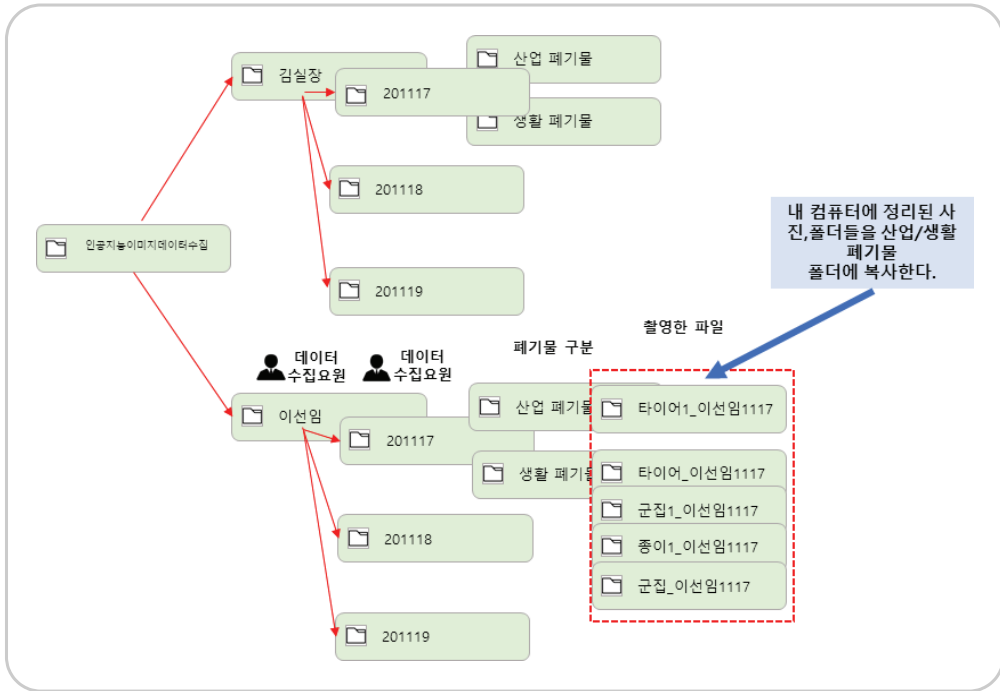 김실장
201117
산업 폐기물
생활 폐기물
201118
201119
인공지능이미지데이터수집
내 컴퓨터에 정리된 사
진,폴더들을 산업/생활
폐기물
폴더에 복사한다.
촬영한 파일
폐기물 구분
데이터
수집요원
데이터
수집요원
이선임
201117
201118
201119
산업 폐기물
생활 폐기물
타이어1_이선임1117
타이어_이선임1117
군집1_이선임1117
종이1_이선임1117
군집_이선임1117